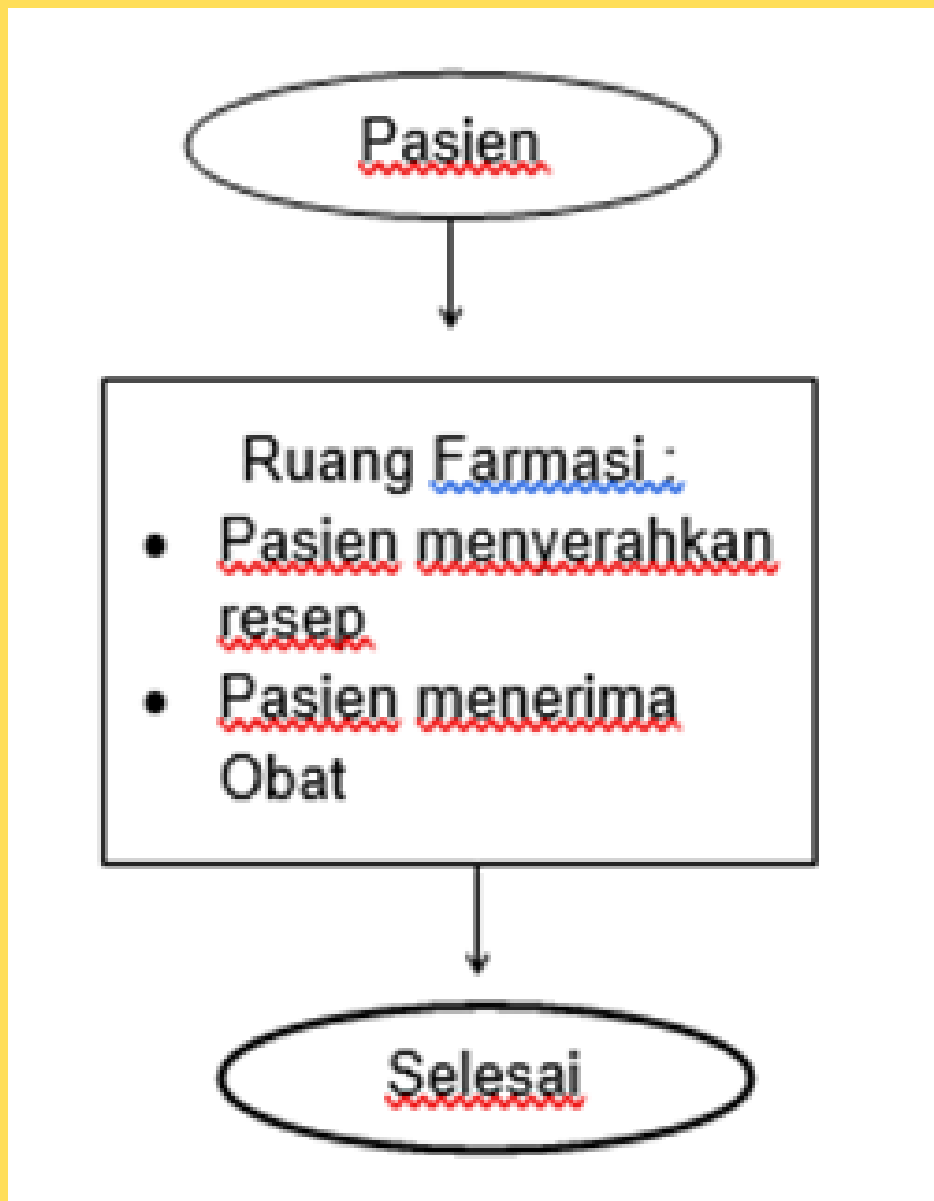 Pasien
Ruang Farmasi :
• Pasien menyerahkan
resep
• Pasien menerima
Obat
Selesai